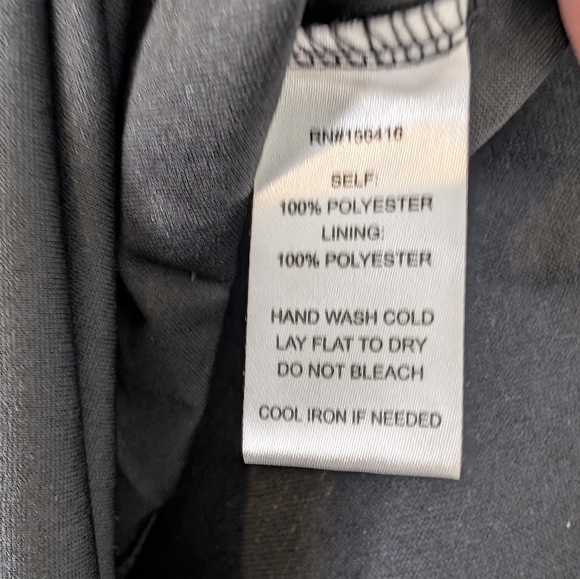 RN#150416
SELF:
100% POLYESTER
LINING:
100% POLYESTER
HAND WASH COLD
LAY FLAT TO DRY
DO NOT BLEACH
COOL IRON IF NEEDED